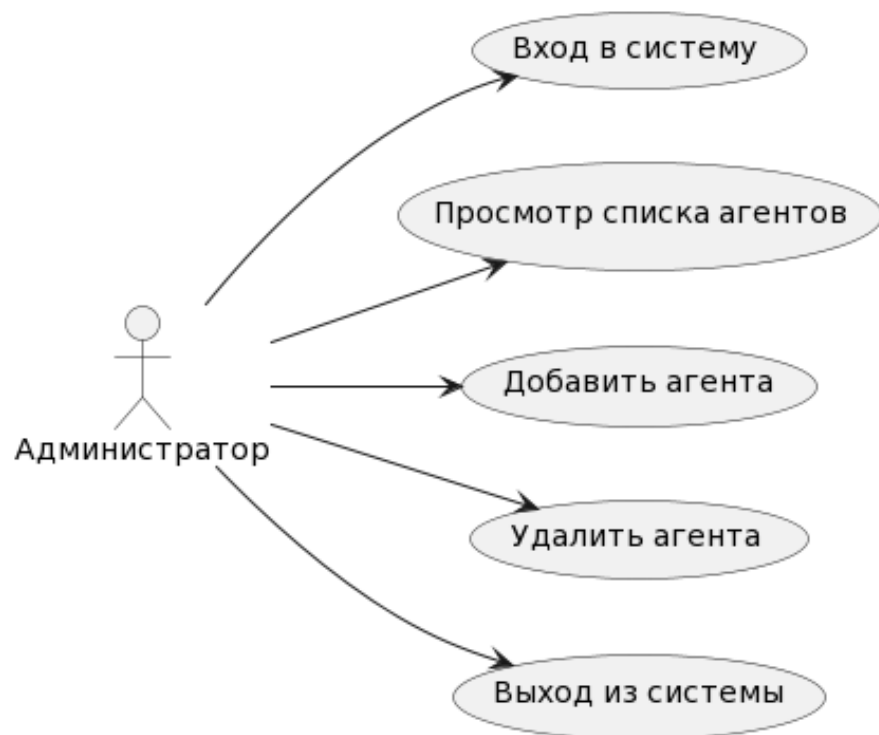 Вход в систему
Просмотр списка агентов
Добавить агента
Администратор
Удалить агента
Выход из системы